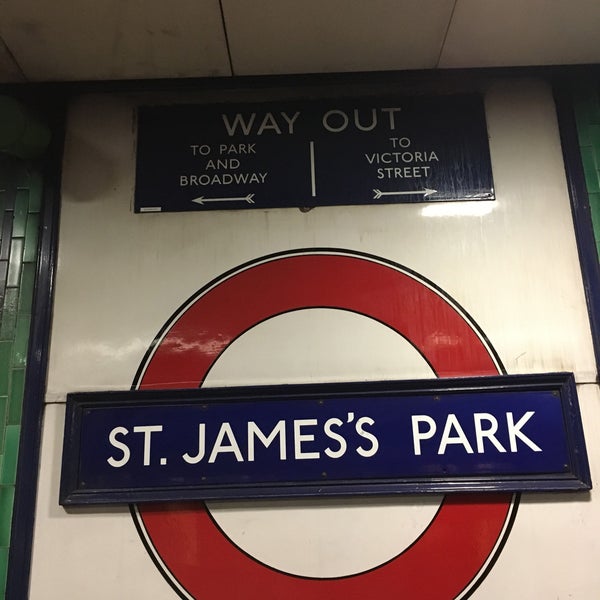 WAY OUT
TO PARK
AND
BROADWAY
TO
VICTORIA
STREET
ST. JAMES'S PARK